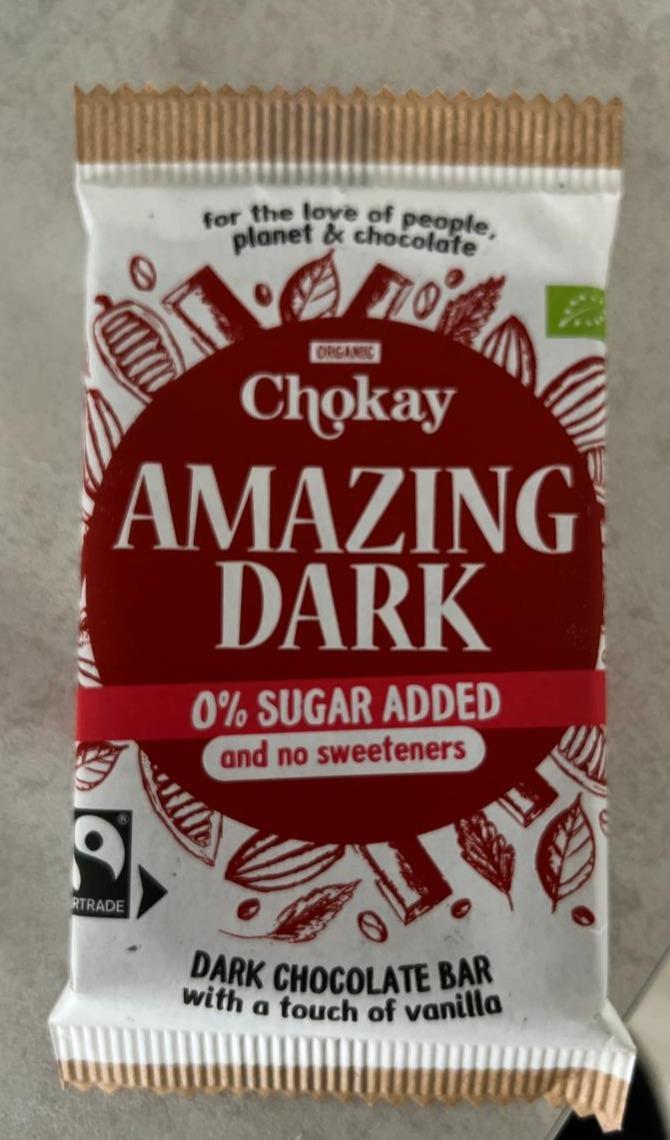 for the love of people,
planet & chocolate
ORGANIC
Chokay
AMAZING
DARK
0% SUGAR ADDED
and no sweeteners
®
RTRADE
DARK CHOCOLATE BAR
with a touch of vanilla